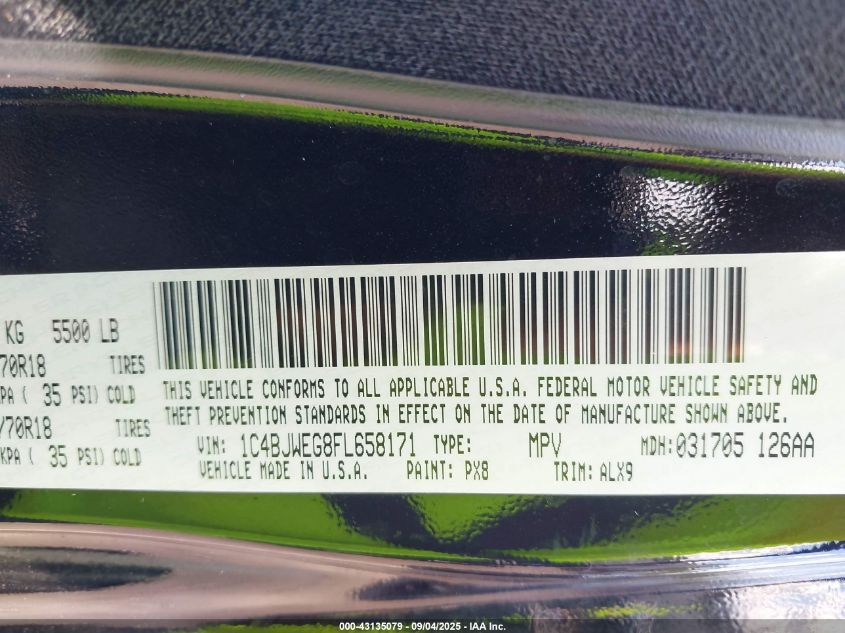 KG 5500 LB
70R18 TIRES
KPA ( 35 PSI) COLD
/70R18 TIRES
KPA ( 35 PSI) COLD
THIS VEHICLE CONFORMS TO ALL APPLICABLE U.S.A. FEDERAL MOTOR VEHICLE SAFETY AND
THEFT PREVENTION STANDARDS IN EFFECT ON THE DATE OF MANUFACTURE SHOWN ABOVE.
VIN: 1C4BJWEG8FL658171 TYPE: MPV MDH:031705 126AA
VEHICLE MADE IN U.S.A. PAINT: PX8 TRIM: ALX9
000-43135079 - 09/04/2025 - IAA Inc.